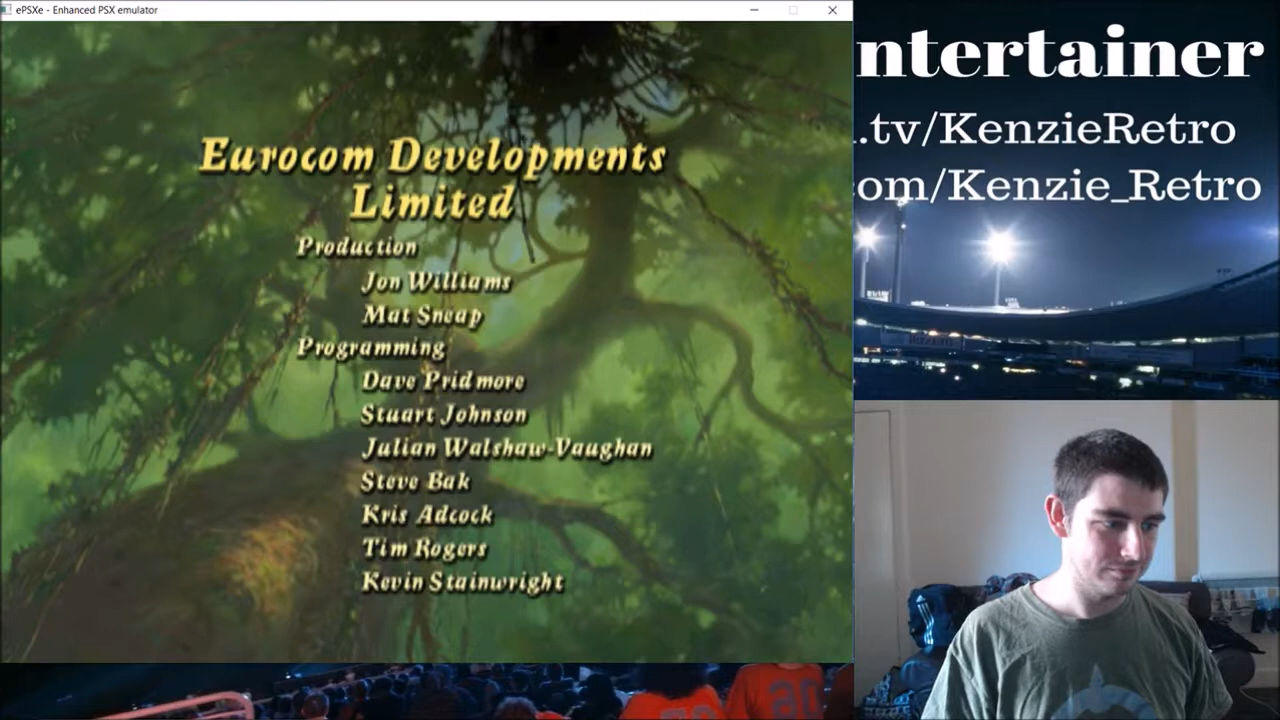 ePSXe - Enhanced PSX emulator
ntertainer
.tv/KenzieRetro
com/Kenzie_Retro
Eurocom Developments
Limited
Production
Jon Williams
Mat Sneap
Programming
Dave Pridmore
Stuart Johnson
Julian Walshaw-Vaughan
Steve Bak
Kris Adcock
Tim Rogers
Kevin Stainwright